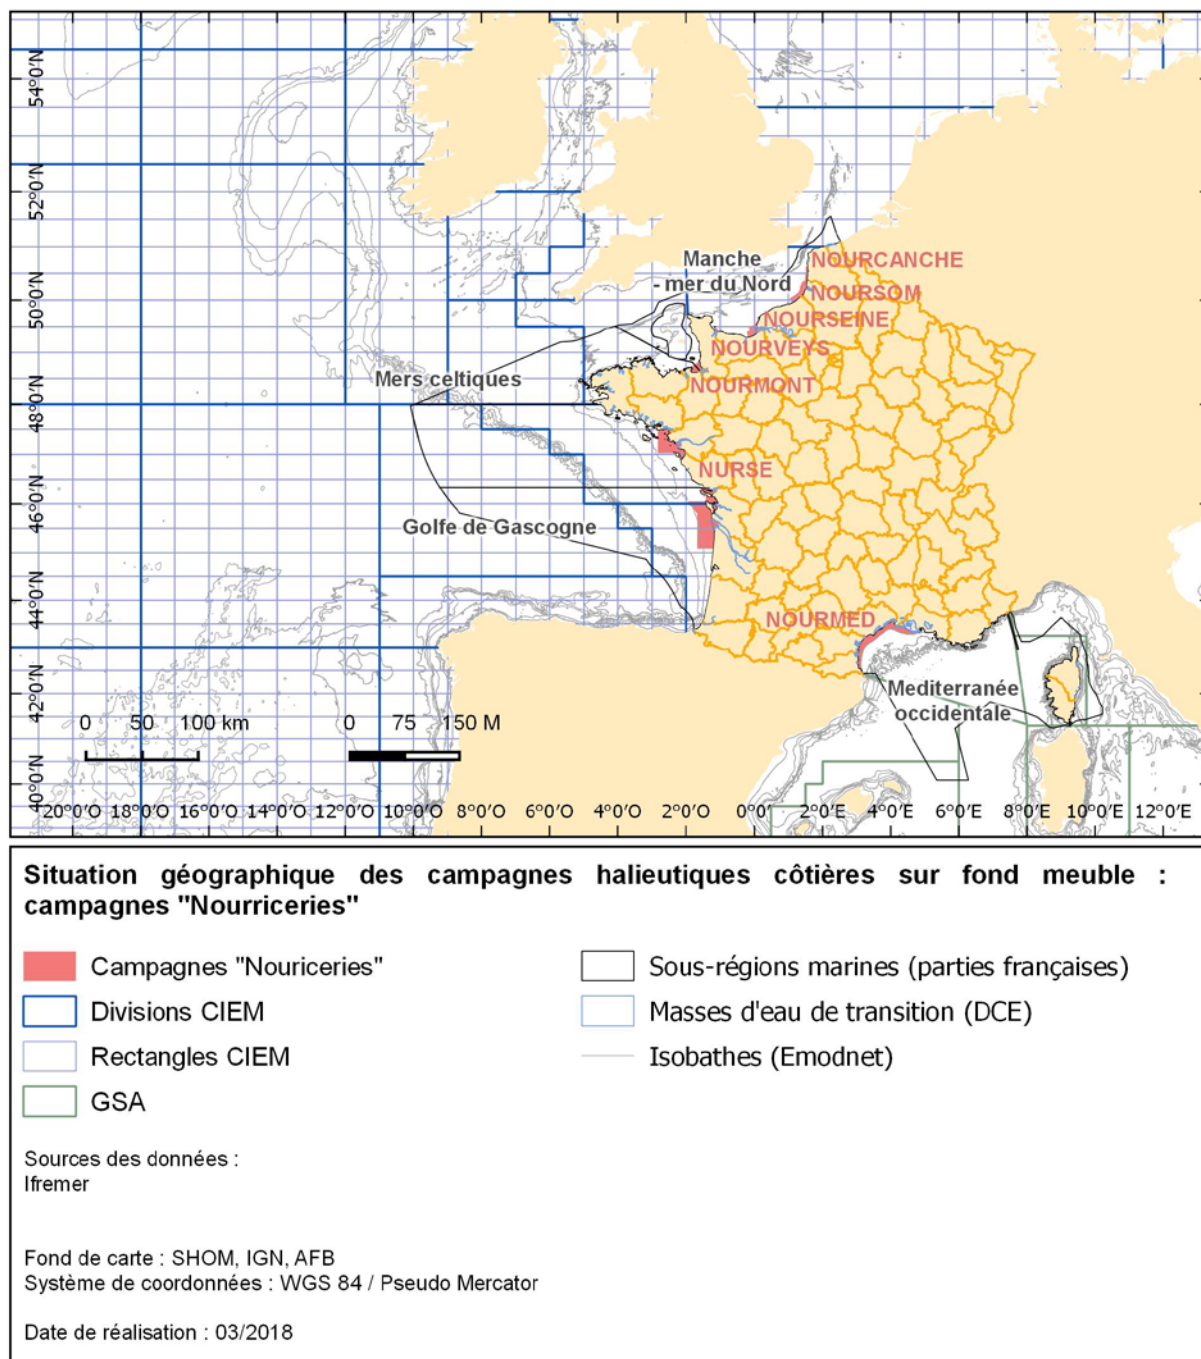 54°0'N
52°0'N
50°0'N
48°0'N
46°0'N
44°0'N
42°0'N
40°0'N
Manche
- mer du Nord
NOURCANCHE
NOURSOM
NOURSEINE
NOURVEYS
NOURMONT
Mers celtiques
NURSE
Golfe de Gascogne
NOURMED
Mediterranée
occidentale
0 50 100 km
0 75 150 M
20°0'O 18°0'O 16°0'O 14°0'O 12°0'O 10°0'O 8°0'O 6°0'O 4°0'O 2°0'O 0°0'E 2°0'E 4°0'E 6°0'E 8°0'E 10°0'E 12°0'E
Situation géographique des campagnes halieutiques côtières sur fond meuble :
campagnes "Nourriceries"
Campagnes "Nouriceries"
Divisions CIEM
Rectangles CIEM
GSA
Sous-régions marines (parties françaises)
Masses d'eau de transition (DCE)
Isobathes (Emodnet)
Sources des données :
Ifremer
Fond de carte : SHOM, IGN, AFB
Système de coordonnées : WGS 84 / Pseudo Mercator
Date de réalisation : 03/2018